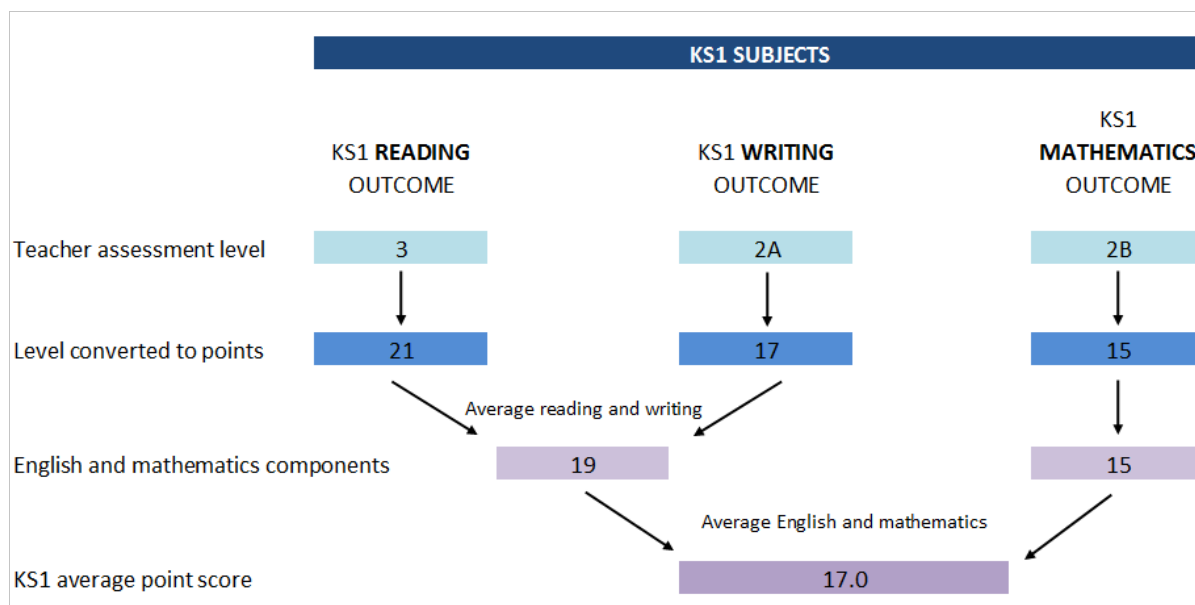 KS1 SUBJECTS
KS1 READING
OUTCOME
KS1 WRITING
OUTCOME
KS1
MATHEMATICS
OUTCOME
Teacher assessment level
3
2A
2B
Level converted to points
21
17
15
Average reading and writing
English and mathematics components
19
15
Average English and mathematics
KS1 average point score
17.0